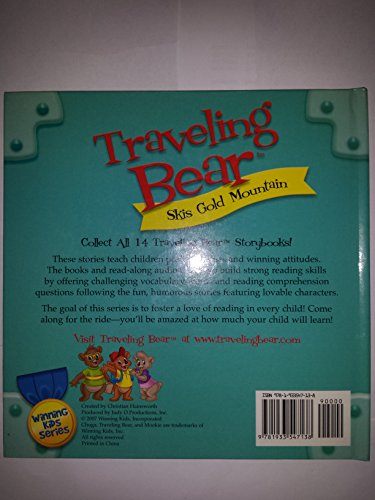 Traveling
Bear™
Skis Gold Mountain
Collect All 14 Traveling Bear™ Storybooks!
These stories teach children and winning attitudes.
The books and read-along build strong reading skills
by offering challenging and reading comprehension
questions following the fun, humorous stories featuring lovable characters.
The goal of this series is to foster a love of reading in every child! Come
along for the ride—you'll be amazed at how much your child will learn!
Visit Traveling Bear™ at www.travelingbear.com
Winning
Kids
Series
Created by Christian Hainsworth
Produced by Judy O Productions, Inc.
© 2007 Winning Kids, Incorporated
Chugs, Traveling Bear, and Mookie are trademarks of
Winning Kids, Inc.
All rights reserved
Printed in China
90000
9 781933 547138